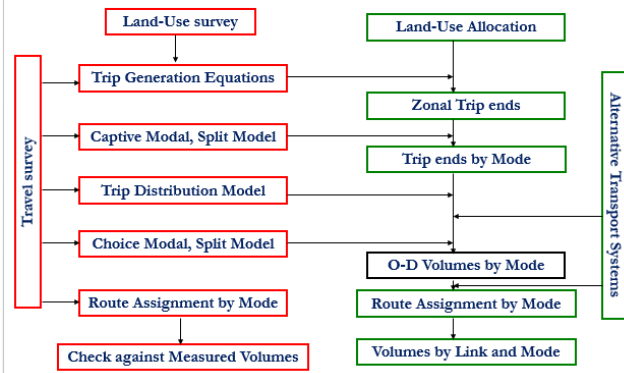 Land-Use survey
Land-Use Allocation
Trip Generation Equations
Zonal Trip ends
Captive Modal, Split Model
Trip ends by Mode
Travel survey
Trip Distribution Model
Alternative Transport Systems
Choice Modal, Split Model
O-D Volumes by Mode
Route Assignment by Mode
Route Assignment by Mode
Check against Measured Volumes
Volumes by Link and Mode